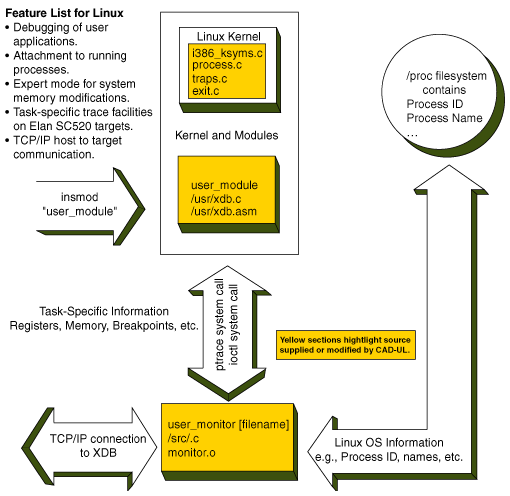 Feature List for Linux
• Debugging of user
applications.
• Attachment to running
processes.
• Expert mode for system
memory modifications.
• Task-specific trace facilities
on Elan SC520 targets.
• TCP/IP host to target
communication.
Linux Kernel
i386_ksyms.c
process.c
traps.c
exit.c
Kernel and Modules
user_module
/usr/xdb.c
/usr/xdb.asm
/proc filesystem
contains
Process ID
Process Name
...
insmod
"user_module"
Task-Specific Information
Registers, Memory, Breakpoints, etc.
ptrace system call
ioctl system call
Yellow sections hightlight source
supplied or modified by CAD-UL.
TCP/IP connection
to XDB
user_monitor [filename]
/src/.c
monitor.o
Linux OS Information
e.g., Process ID, names, etc.